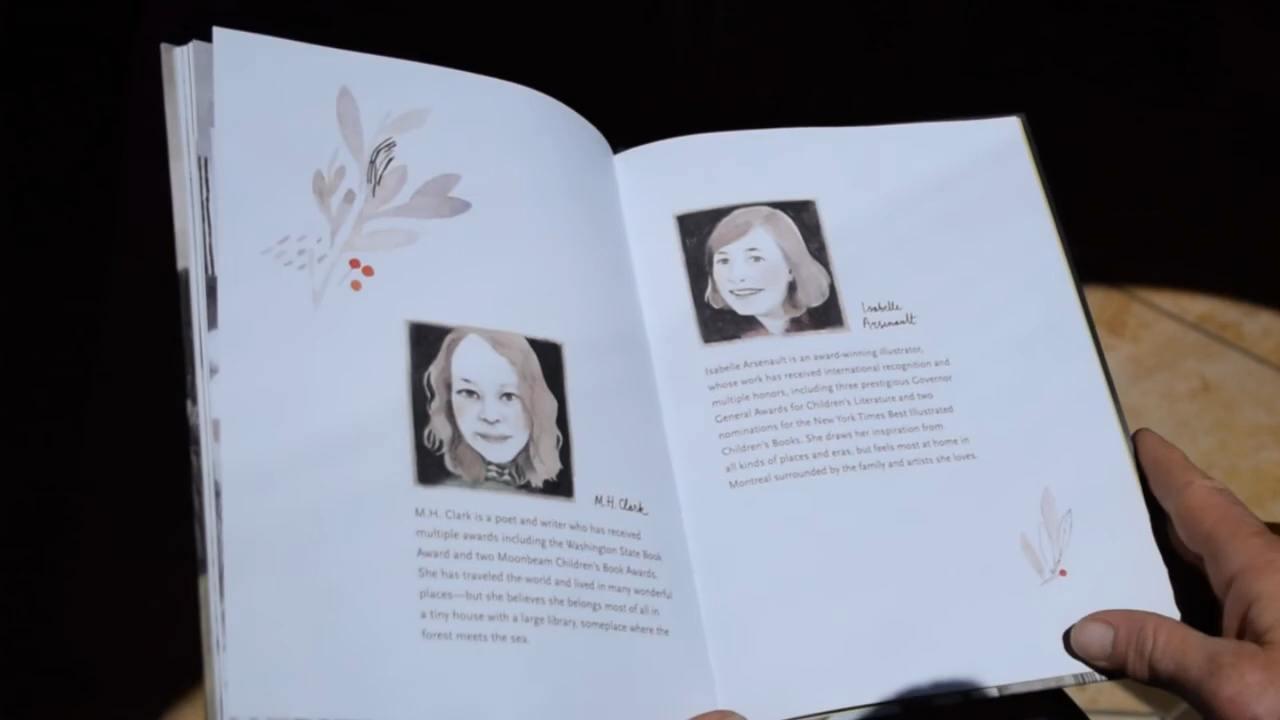 M.H. Clark
M.H. Clark is a poet and writer who has received
multiple awards including the Washington State Book
Award and two Moonbeam Children's Book Awards.
She has traveled the world and lived in many wonderful
places—but she believes she belongs most of all in
a tiny house with a large library, someplace where the
forest meets the sea.
Isabelle
Arsenault
Isabelle Arsenault is an award-winning illustrator,
whose work has received international recognition and
multiple honors, including three prestigious Governor
General Awards for Children's Literature and two
nominations for the New York Times Best Illustrated
Children's Books. She draws her inspiration from
all kinds of places and eras, but feels most at home in
Montreal surrounded by the family and artists she loves.